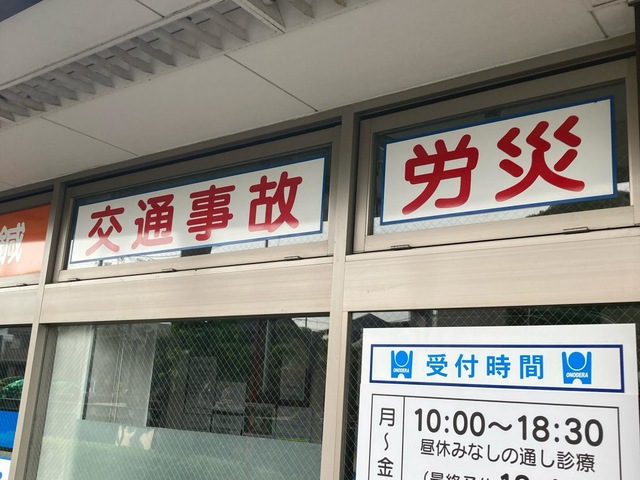 鍼
交通事故
労災
ONODERA 受付時間 ONODERA
月～金
10:00～18:30
昼休みなしの通し診療